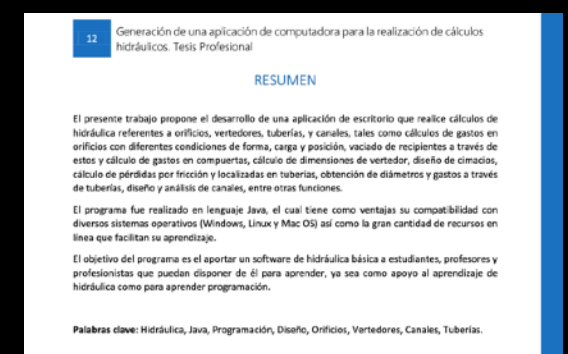 12
Generación de una aplicación de computadora para la realización de cálculos
hidráulicos. Tesis Profesional
RESUMEN
El presente trabajo propone el desarrollo de una aplicación de escritorio que realice cálculos de
hidráulica referentes a orificios, vertedores, tuberías, y canales, tales como cálculos de gastos en
orificios con diferentes condiciones de forma, carga y posición, vaciado de recipientes a través de
estos y cálculo de gastos en compuertas, cálculo de dimensiones de vertedor, diseño de cimacios,
cálculo de pérdidas por fricción y localizadas en tuberías, obtención de diámetros y gastos a través
de tuberías, diseño y análisis de canales, entre otras funciones.
El programa fue realizado en lenguaje Java, el cual tiene como ventajas su compatibilidad con
diversos sistemas operativos (Windows, Linux y Mac OS) así como la gran cantidad de recursos en
línea que facilitan su aprendizaje.
El objetivo del programa es el aportar un software de hidráulica básica a estudiantes, profesores y
profesionistas que puedan disponer de él para aprender, ya sea como apoyo al aprendizaje de
hidráulica como para aprender programación.
Palabras clave: Hidráulica, Java, Programación, Diseño, Orificios, Vertedores, Canales, Tuberías.